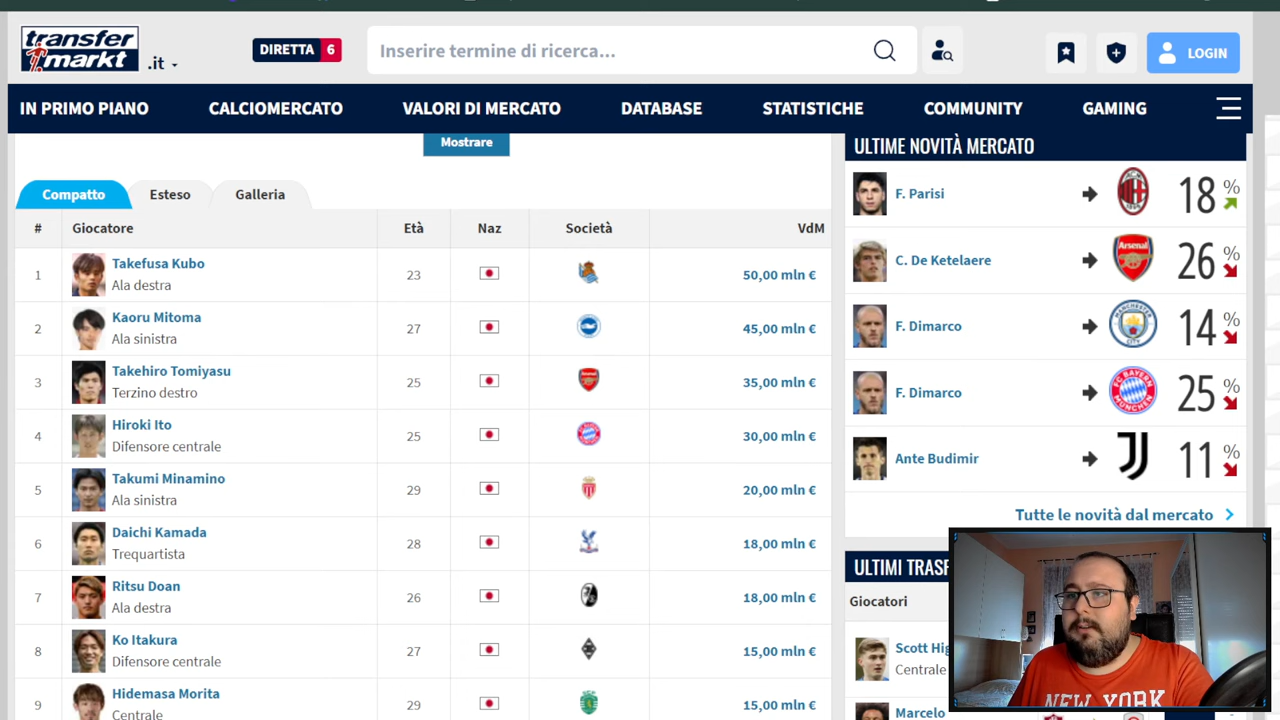 transfer
markt
.it
DIRETTA 6
Inserire termine di ricerca...
LOGIN
IN PRIMO PIANO CALCIOMERCATO VALORI DI MERCATO DATABASE STATISTICHE COMMUNITY GAMING
Mostrare
Compatto Esteso Galleria
# Giocatore Età Naz Società VdM
1 Takefusa Kubo 23 50,00 mln €
Ala destra
2 Kaoru Mitoma 27 45,00 mln €
Ala sinistra
3 Takehiro Tomiyasu 25 35,00 mln €
Terzino destro
4 Hiroki Ito 25 30,00 mln €
Difensore centrale
5 Takumi Minamino 29 20,00 mln €
Ala sinistra
6 Daichi Kamada 28 18,00 mln €
Trequartista
7 Ritsu Doan 26 18,00 mln €
Ala destra
8 Ko Itakura 27 15,00 mln €
Difensore centrale
9 Hidemasa Morita 29 15,00 mln €
Centrale
ULTIME NOVITÀ MERCATO
F. Parisi 18 %
C. De Ketelaere Arsenal 26 %
F. Dimarco 14 %
F. Dimarco 25 %
Ante Budimir 11 %
Tutte le novità dal mercato
ULTIMI TRASF
Giocatori
Scott Hig
Centrale
Marcelo
NEW YORK